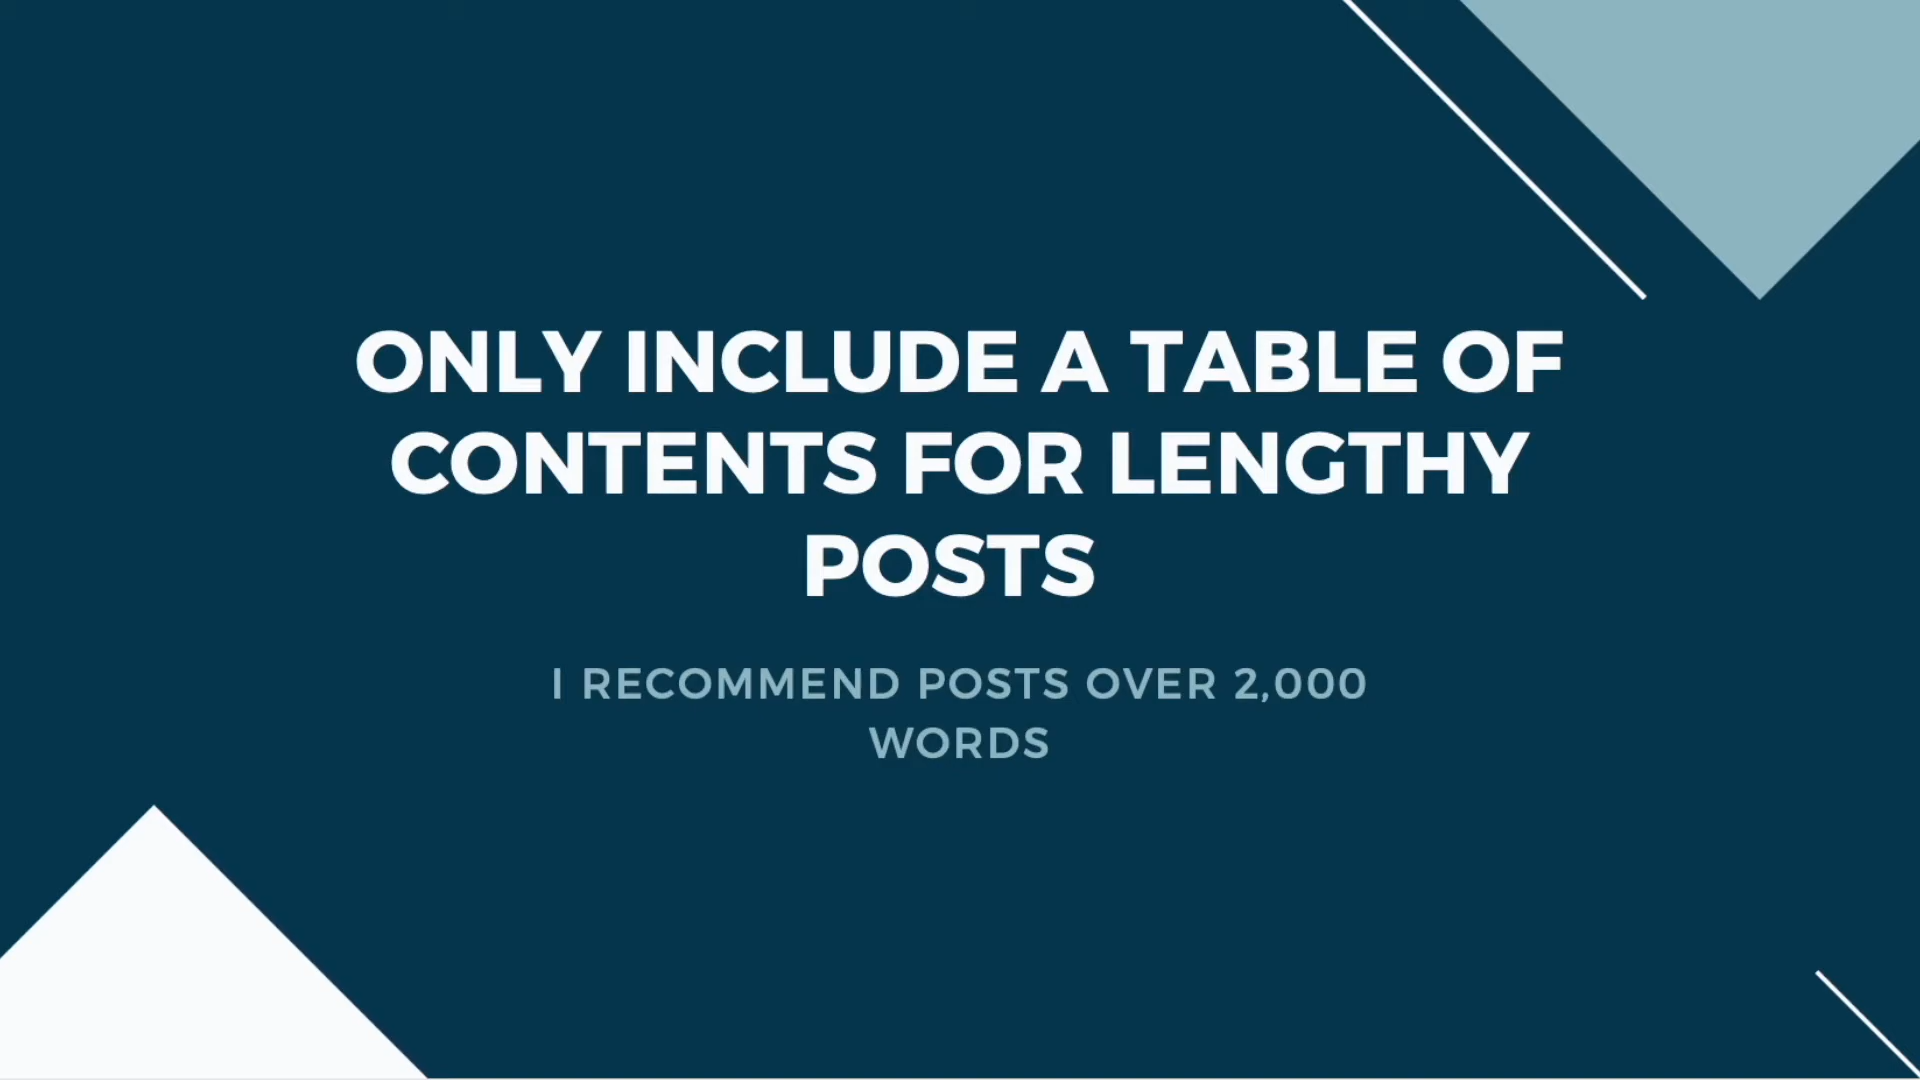 ONLY INCLUDE A TABLE OF
CONTENTS FOR LENGTHY
POSTS
I RECOMMEND POSTS OVER 2,000
WORDS